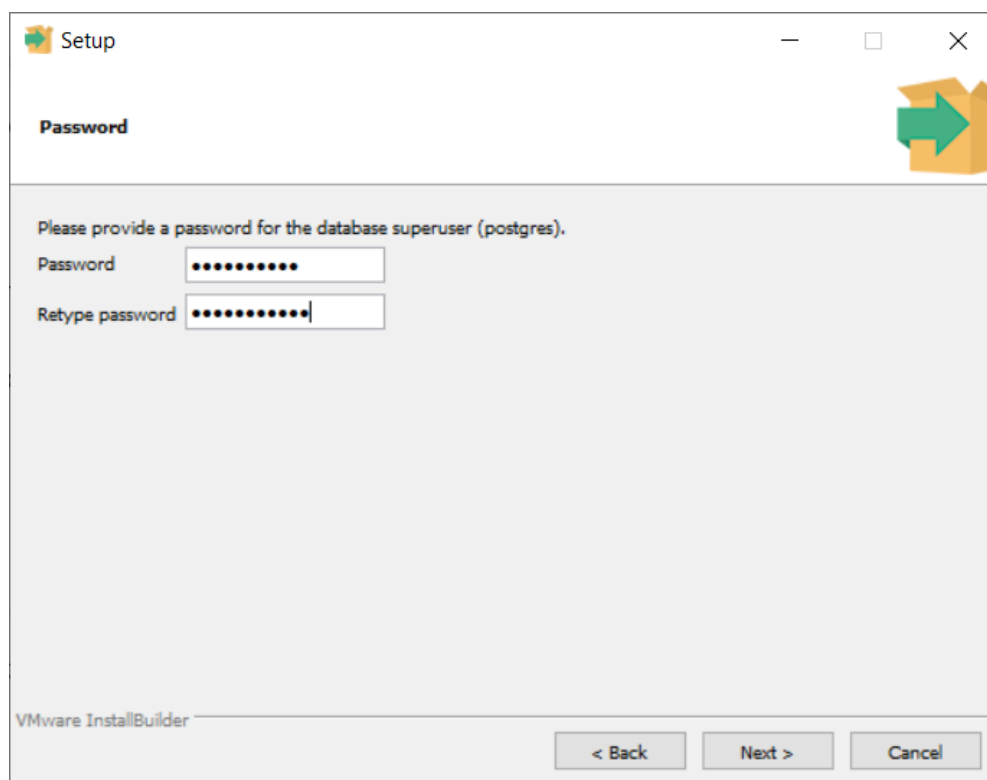 Setup
Password
Please provide a password for the database superuser (postgres).
Password ••••••••••
Retype password •••••••••••
VMware InstallBuilder
< Back Next > Cancel